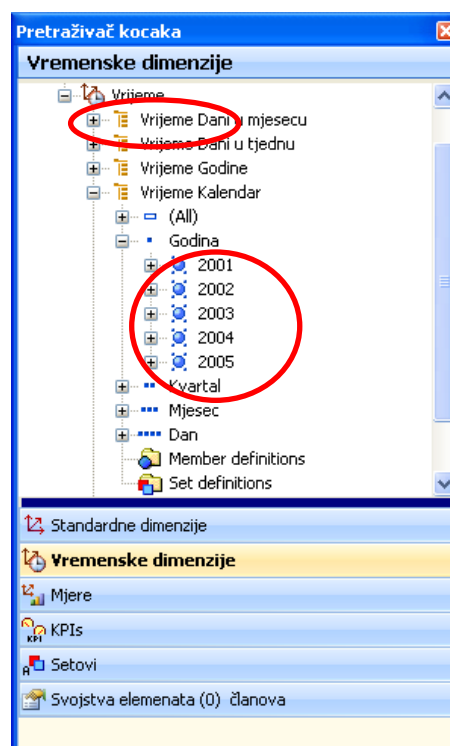 Pretraživač kocaka
Vremenske dimenzije
Vrijeme
Vrijeme Dani u mjesecu
Vrijeme Dani u tjednu
Vrijeme Godine
Vrijeme Kalendar
(All)
Godina
2001
2002
2003
2004
2005
Kvartal
Mjesec
Dan
Member definitions
Set definitions
Standardne dimenzije
Vremenske dimenzije
Mjere
KPI KPIs
A Setovi
Svojstva elemenata (0) članova